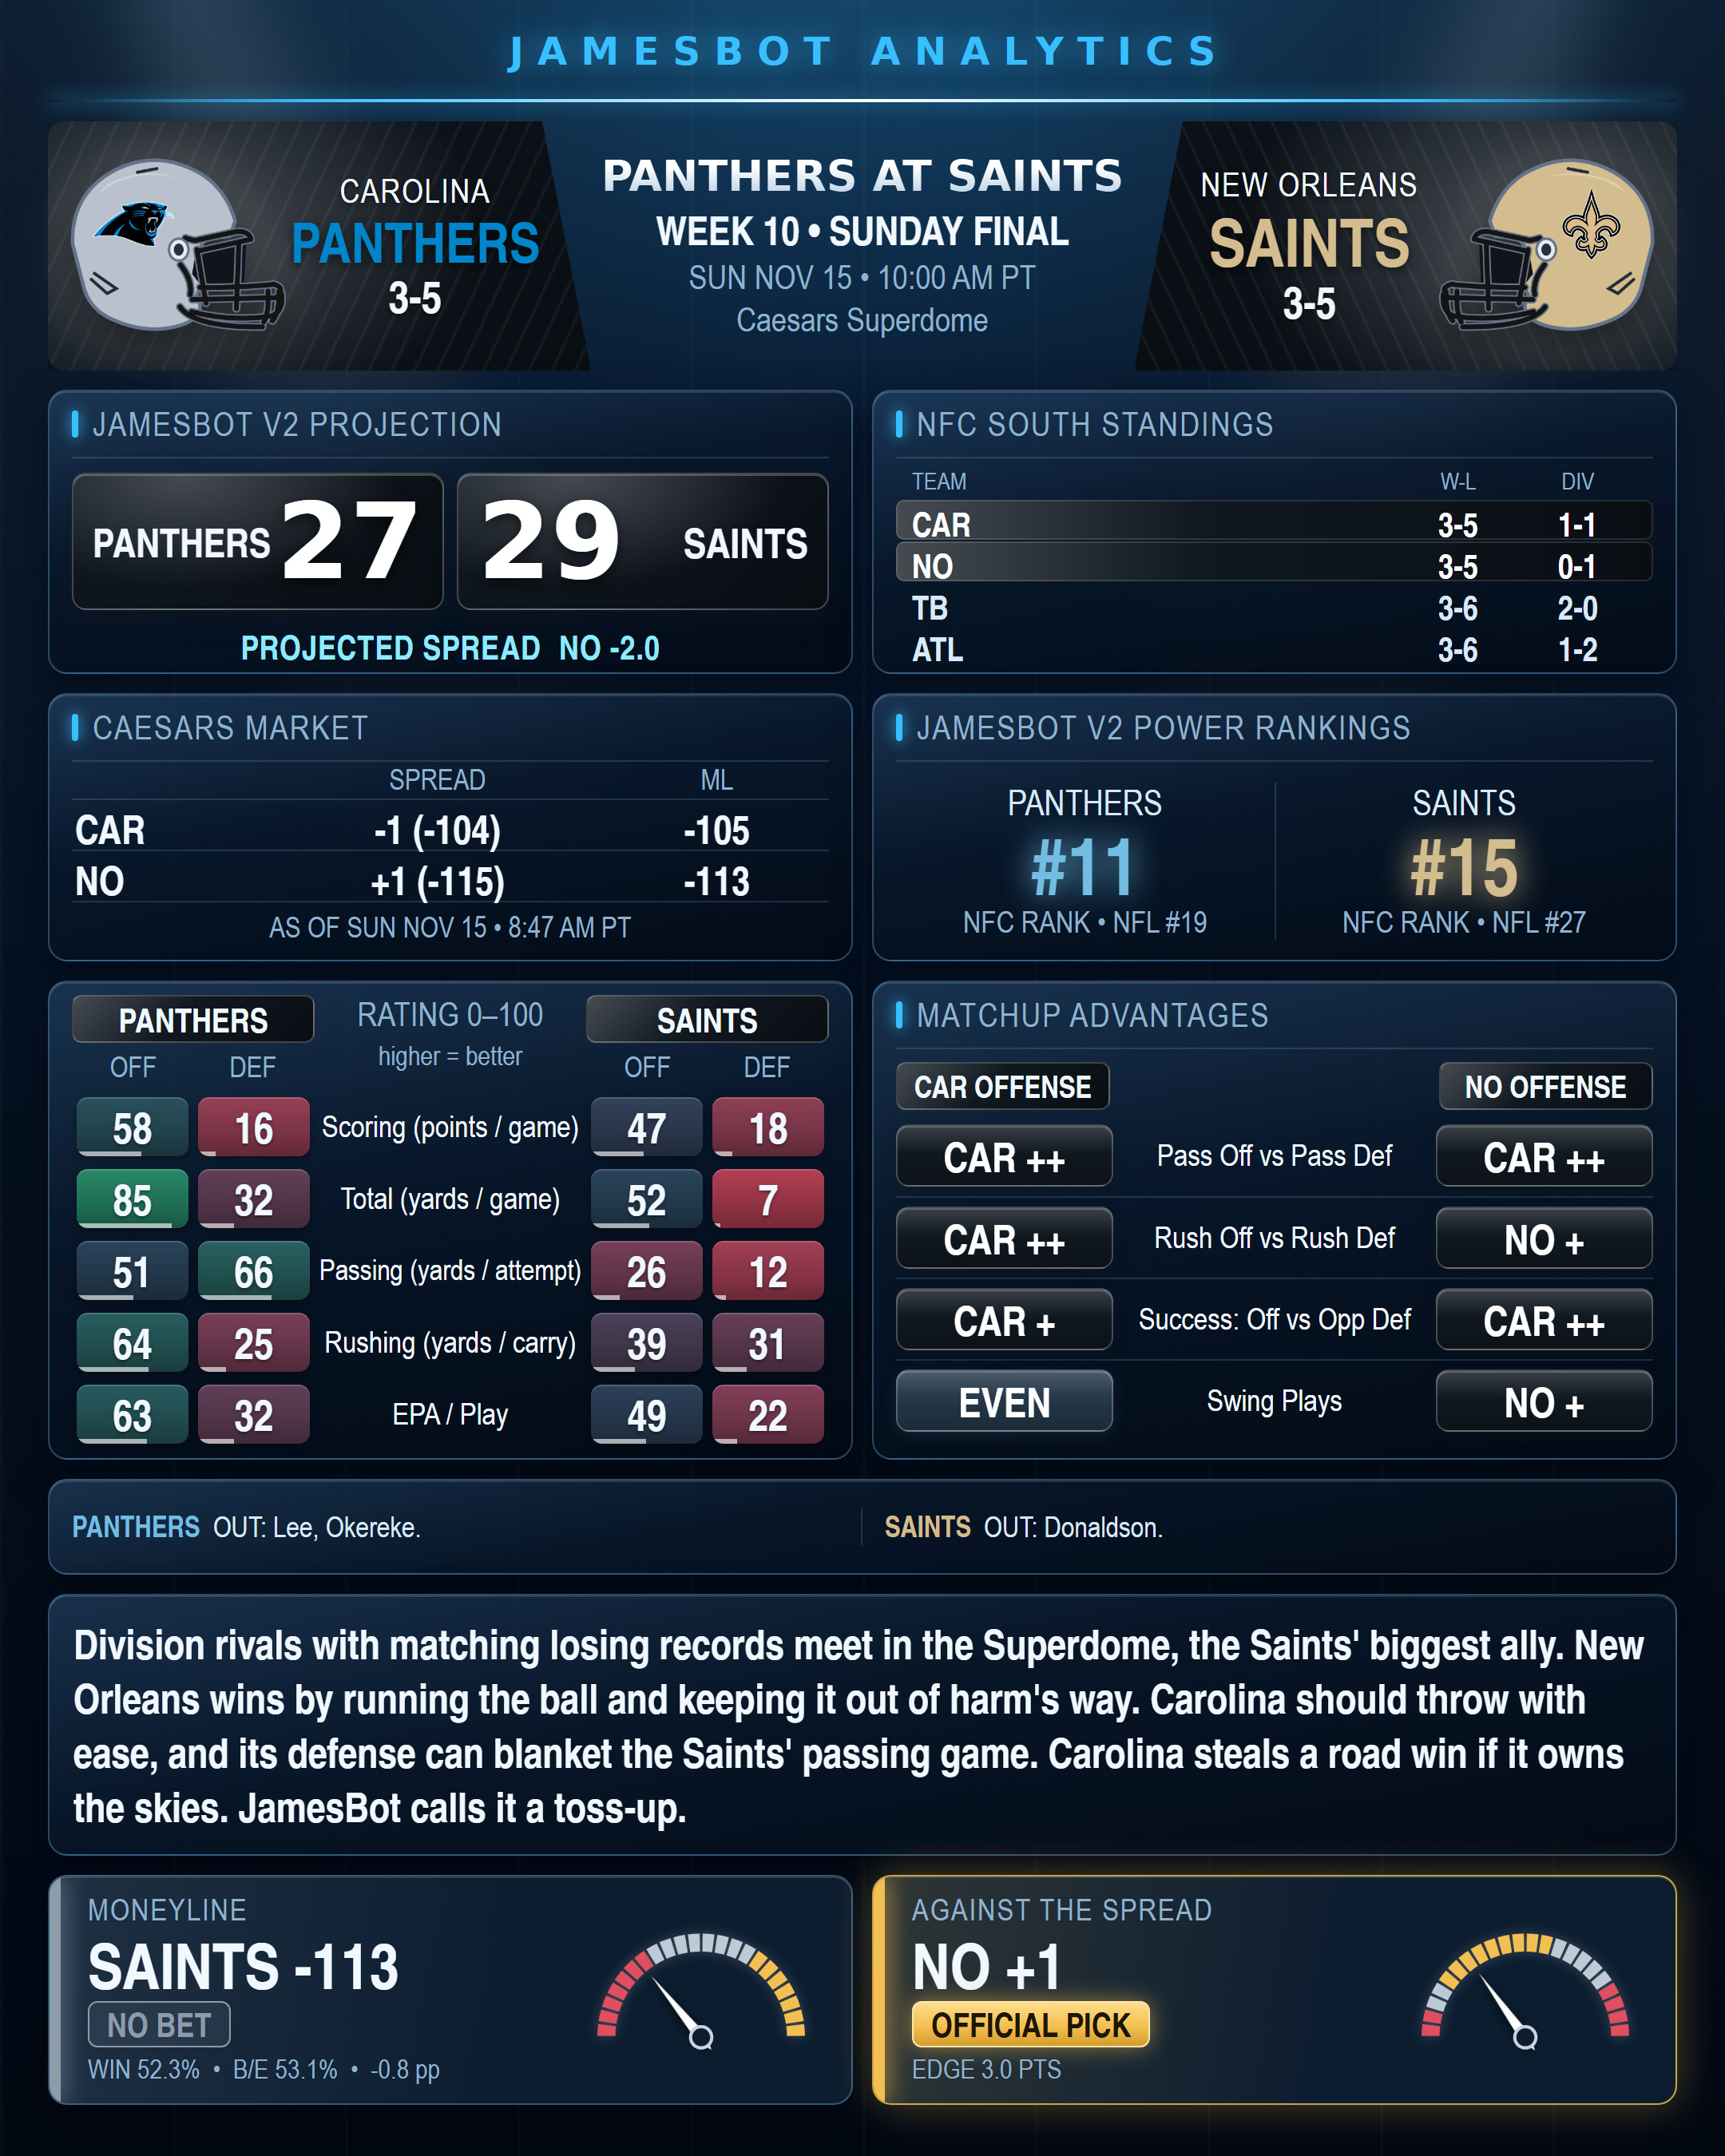 JAMESBOT ANALYTICS
CAROLINA
PANTHERS
3-5
PANTHERS AT SAINTS
WEEK 10 • SUNDAY FINAL
SUN NOV 15 • 10:00 AM PT
Caesars Superdome
NEW ORLEANS
SAINTS
3-5
JAMESBOT V2 PROJECTION
PANTHERS 27 29 SAINTS
PROJECTED SPREAD NO -2.0
NFC SOUTH STANDINGS
TEAM W-L DIV
CAR 3-5 1-1
NO 3-5 0-1
TB 3-6 2-0
ATL 3-6 1-2
CAESARS MARKET
SPREAD ML
CAR -1 (-104) -105
NO +1 (-115) -113
AS OF SUN NOV 15 • 8:47 AM PT
JAMESBOT V2 POWER RANKINGS
PANTHERS
#11
NFC RANK • NFL #19
SAINTS
#15
NFC RANK • NFL #27
PANTHERS RATING 0–100 SAINTS
OFF DEF higher = better OFF DEF
58 16 Scoring (points / game) 47 18
85 32 Total (yards / game) 52 7
51 66 Passing (yards / attempt) 26 12
64 25 Rushing (yards / carry) 39 31
63 32 EPA / Play 49 22
MATCHUP ADVANTAGES
CAR OFFENSE NO OFFENSE
CAR ++ Pass Off vs Pass Def CAR ++
CAR ++ Rush Off vs Rush Def NO +
CAR + Success: Off vs Opp Def CAR ++
EVEN Swing Plays NO +
PANTHERS OUT: Lee, Okereke.
SAINTS OUT: Donaldson.
Division rivals with matching losing records meet in the Superdome, the Saints' biggest ally. New
Orleans wins by running the ball and keeping it out of harm's way. Carolina should throw with
ease, and its defense can blanket the Saints' passing game. Carolina steals a road win if it owns
the skies. JamesBot calls it a toss-up.
MONEYLINE
SAINTS -113
NO BET
WIN 52.3% • B/E 53.1% • -0.8 pp
AGAINST THE SPREAD
NO +1
OFFICIAL PICK
EDGE 3.0 PTS